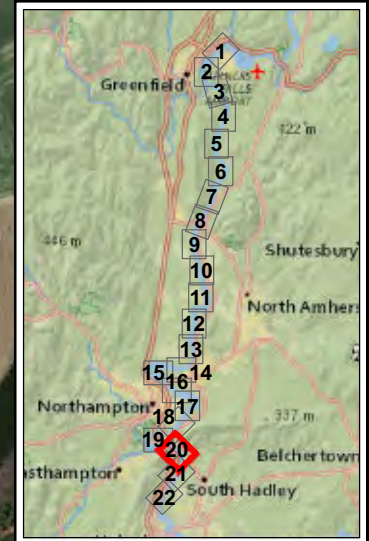 1
2
Greenfield
3
4
122 m
5
6
7
8
446 m
9
Shutesbury
10
11
North Amhers
12
13
15
14
16
Northampton
17
18
337 m
19
20
Belchertown
asthampton
21
South Hadley
22